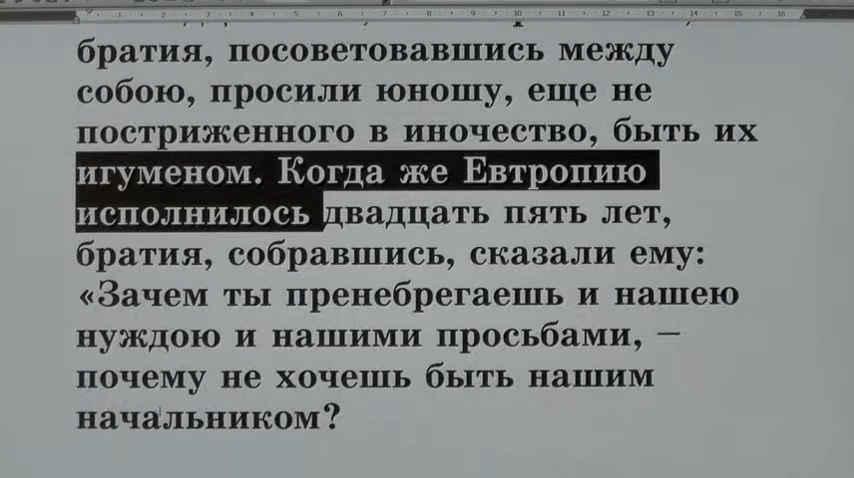 братия, посоветовавшись между
собою, просили юношу, еще не
постриженного в иночество, быть их
игуменом. Когда же Евтропию
исполнилось двадцать пять лет,
братия, собравшись, сказали ему:
«Зачем ты пренебрегаешь и нашею
нуждою и нашими просьбами, —
почему не хочешь быть нашим
начальником?